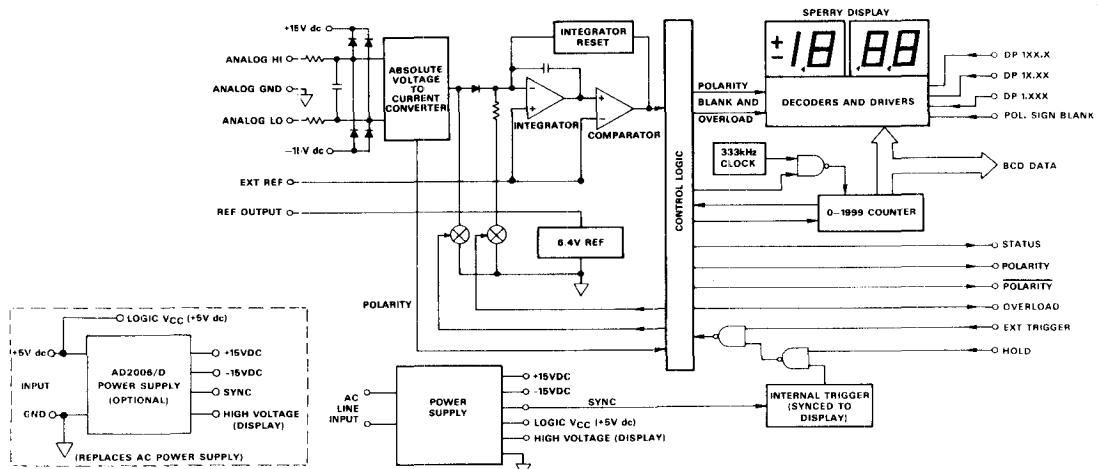 SPERRY DISPLAY
± 18 88
DECODERS AND DRIVERS
DP 1XX.X
DP 1X.XX
DP 1.XXX
POL. SIGN BLANK
+15V dc
ANALOG HI
ANALOG GND
ANALOG LO
ABSOLUTE
VOLTAGE
TO
CURRENT
CONVERTER
INTEGRATOR
RESET
INTEGRATOR
COMPARATOR
CONTROL LOGIC
POLARITY
BLANK AND
OVERLOAD
333kHz
CLOCK
0-1999 COUNTER
BCD DATA
EXT REF
REF OUTPUT
6.4V REF
POLARITY
STATUS
POLARITY
POLARITY
OVERLOAD
EXT TRIGGER
HOLD
LOGIC VCC (+5V dc)
+5V dc
INPUT
GND
AD2006/D
POWER SUPPLY
(OPTIONAL)
+15VDC
-15VDC
SYNC
HIGH VOLTAGE
(DISPLAY)
(REPLACES AC POWER SUPPLY)
AC
LINE
INPUT
POWER
SUPPLY
+15VDC
-15VDC
SYNC
LOGIC VCC (+5V dc)
HIGH VOLTAGE (DISPLAY)
INTERNAL TRIGGER
(SYNCED TO
DISPLAY)